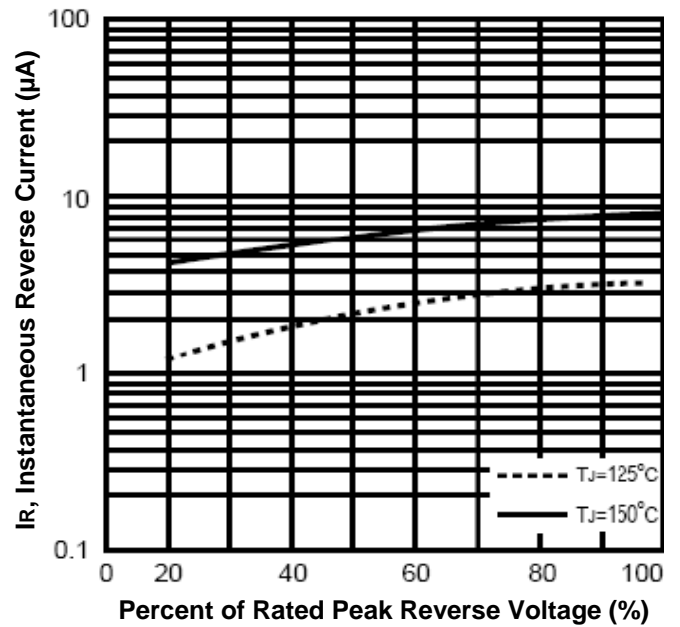 100
10
1
0.1
IR, Instantaneous Reverse Current (µA)
TJ=125°C
TJ=150°C
0 20 40 60 80 100
Percent of Rated Peak Reverse Voltage (%)